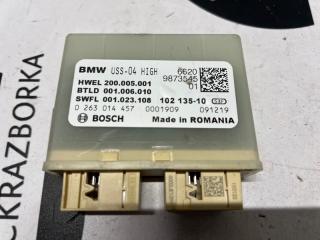 BMW USS-04 HIGH 6620
HWEL 200.005.001 9873545
BTLD 001.006.010 01
SWFL 001.023.108 102 135-10
0 263 014 457 0001909 091219
BOSCH Made in ROMANIA
CKRAZBORKA